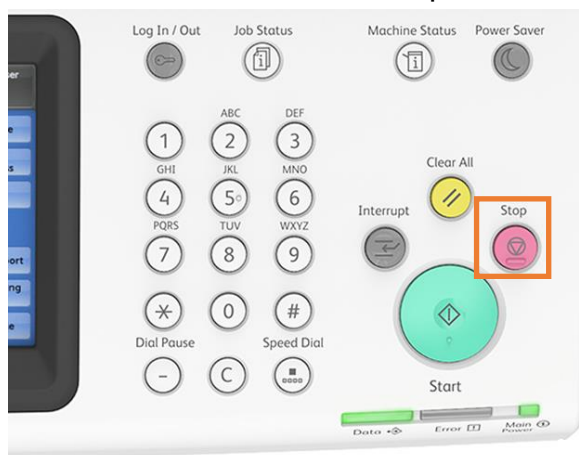 Log In / Out
Job Status
Machine Status
Power Saver
ABC
DEF
1
2
3
GHI
JKL
MNO
4
5
6
PQRS
TUV
WXYZ
7
8
9
0
#
Dial Pause
Speed Dial
-
C
Clear All
Interrupt
Stop
Start
Data
Error
Main
Power